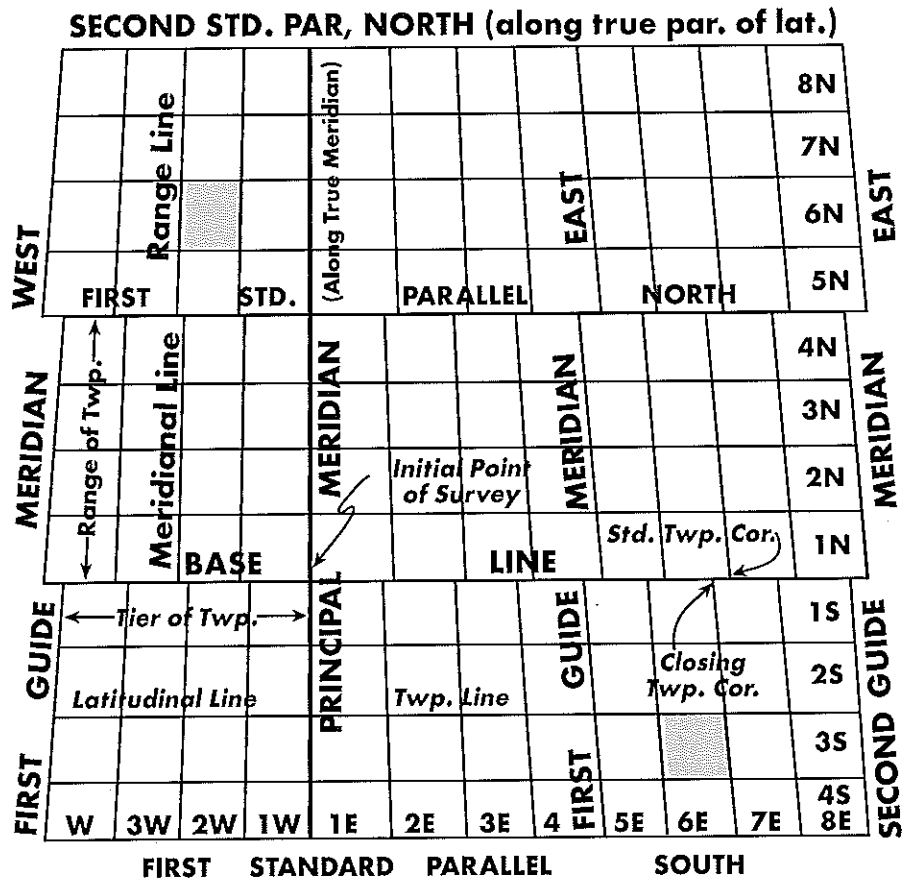 SECOND STD. PAR, NORTH (along true par. of lat.)
8N
7N
6N
5N
4N
3N
2N
1N
1S
2S
3S
4S
8E
WEST
MERIDIAN
GUIDE
FIRST
Range Line
(Along True Meridian)
EAST
EAST
FIRST STD. PARALLEL NORTH
Range of Twp.
Meridianal Line
MERIDIAN
MERIDIAN
MERIDIAN
Initial Point
of Survey
Std. Twp. Cor.
BASE LINE
Tier of Twp.
PRINCIPAL
GUIDE
GUIDE
Closing
Twp. Cor.
Latitudinal Line
Twp. Line
FIRST
SECOND
W 3W 2W 1W 1E 2E 3E 4 5E 6E 7E
FIRST STANDARD PARALLEL SOUTH